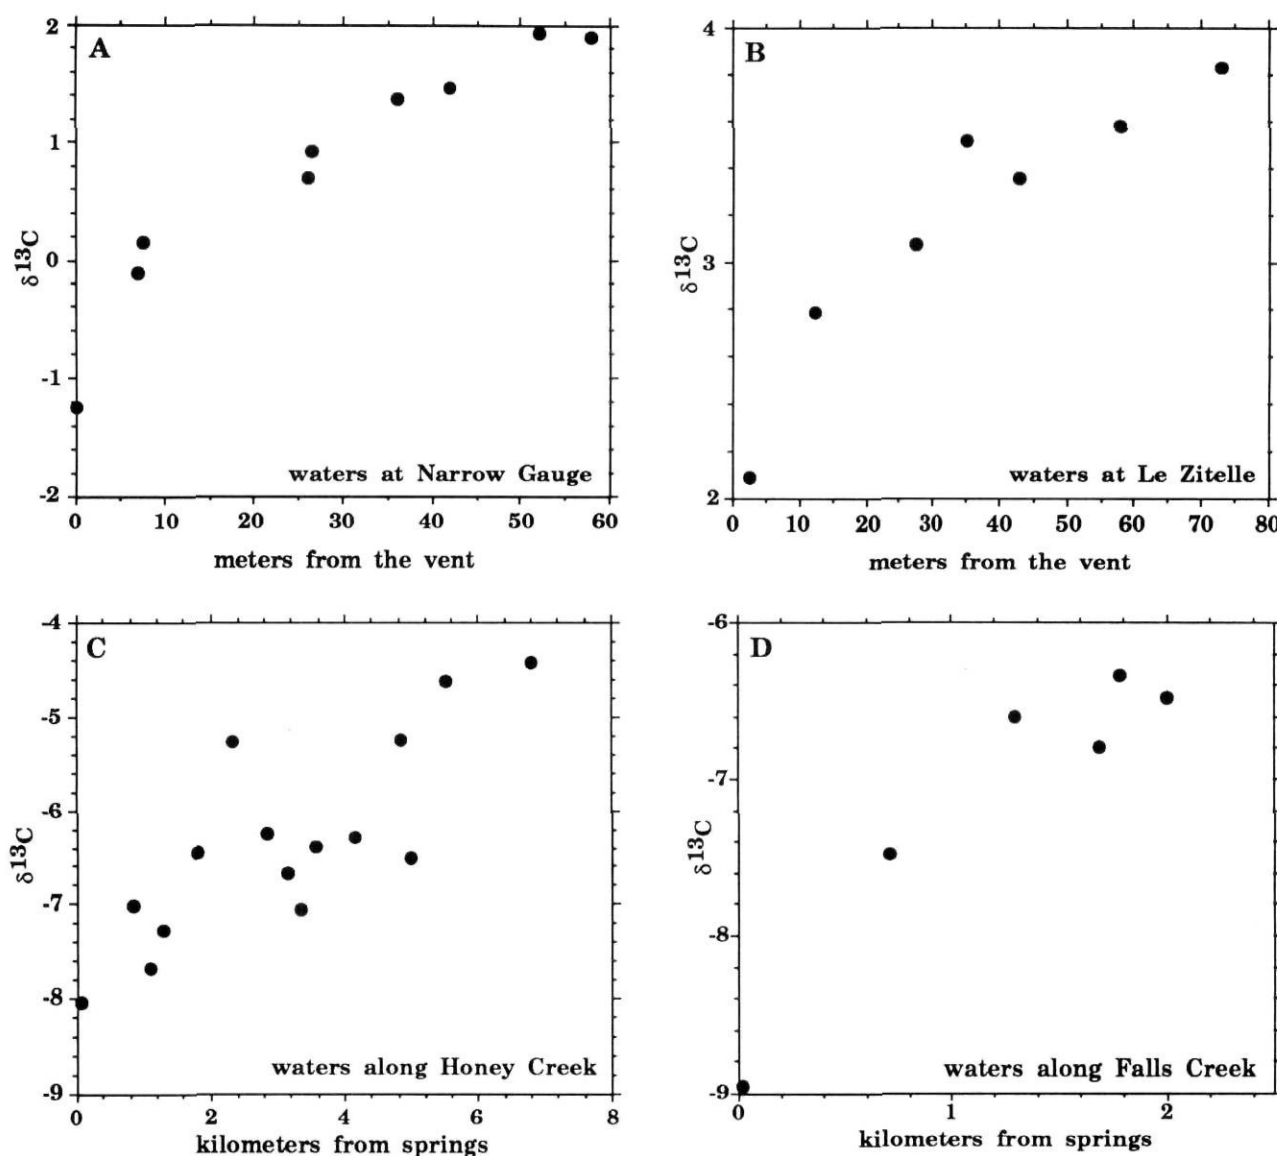 A
2
1
0
-1
-2
δ13C
waters at Narrow Gauge
0 10 20 30 40 50 60
meters from the vent
B
4
3
2
δ13C
waters at Le Zitelle
0 10 20 30 40 50 60 70 80
meters from the vent
C
-4
-5
-6
-7
-8
-9
δ13C
waters along Honey Creek
0 2 4 6 8
kilometers from springs
D
-6
-7
-8
-9
δ13C
waters along Falls Creek
0 1 2
kilometers from springs